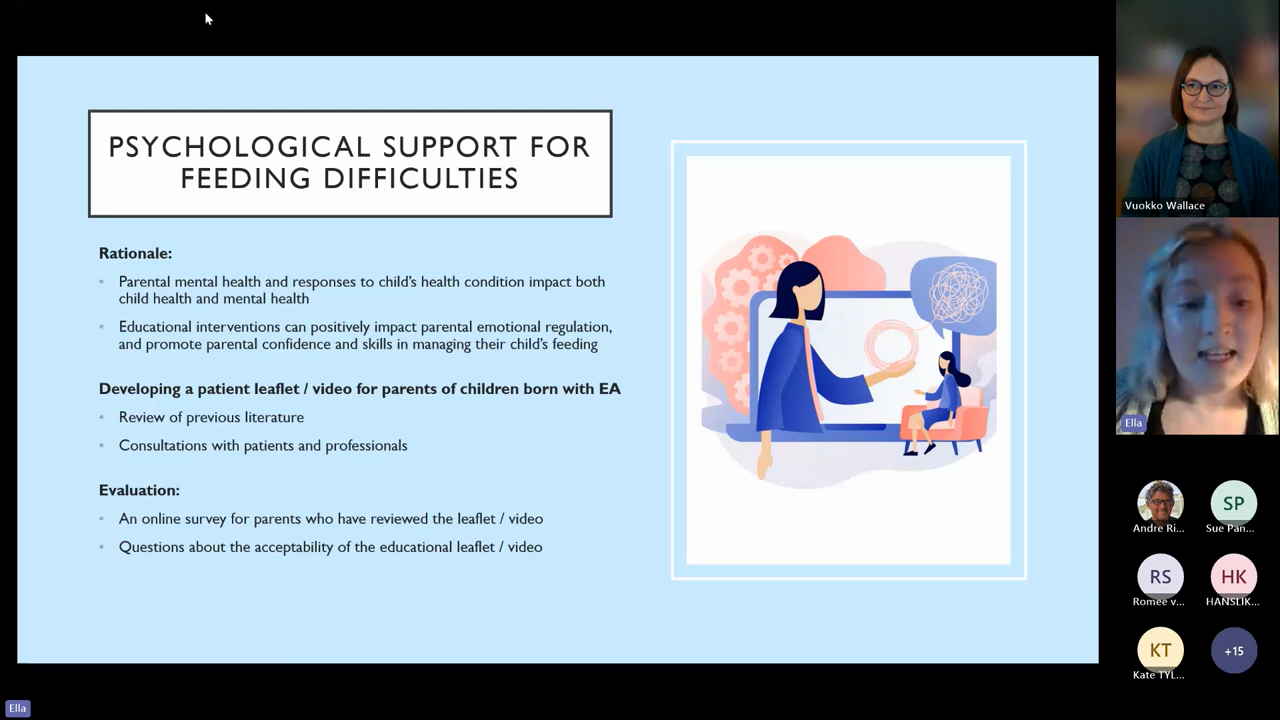 PSYCHOLOGICAL SUPPORT FOR
FEEDING DIFFICULTIES
Rationale:
• Parental mental health and responses to child's health condition impact both
child health and mental health
• Educational interventions can positively impact parental emotional regulation,
and promote parental confidence and skills in managing their child's feeding
Developing a patient leaflet / video for parents of children born with EA
• Review of previous literature
• Consultations with patients and professionals
Evaluation:
• An online survey for parents who have reviewed the leaflet / video
• Questions about the acceptability of the educational leaflet / video
Vuokko Wallace
Ella
Andre Ri...
SP
Sue Pan...
RS
Romee v...
HK
HANSLIK...
KT
Kate TYL...
+15
Ella